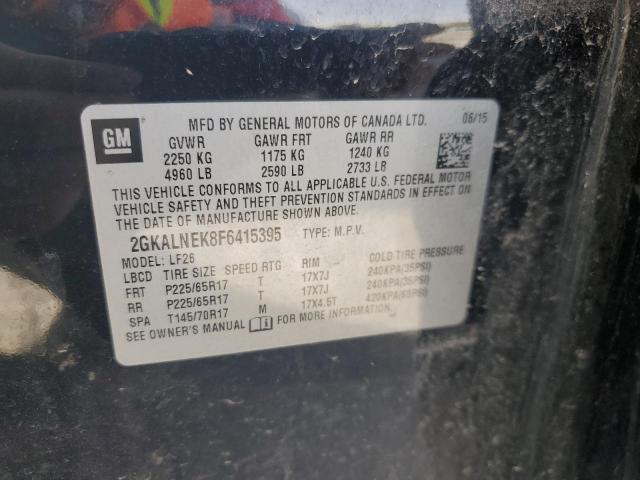 GM
MFD BY GENERAL MOTORS OF CANADA LTD. 06/15
GVWR GAWR FRT GAWR RR
2250 KG 1175 KG 1240 KG
4960 LB 2590 LB 2733 LB
THIS VEHICLE CONFORMS TO ALL APPLICABLE U.S. FEDERAL MOTOR
VEHICLE SAFETY AND THEFT PREVENTION STANDARDS IN EFFECT ON
THE DATE OF MANUFACTURE SHOWN ABOVE.
2GKALNEK8F6415395 TYPE: M.P.V.
MODEL: LF26
LBCD TIRE SIZE SPEED RTG RIM COLD TIRE PRESSURE
FRT P225/65R17 T 17X7J 240KPA(35PSI)
RR P225/65R17 T 17X7J 240KPA(35PSI)
SPA T145/70R17 M 17X4.5T 420KPA(60PSI)
SEE OWNER'S MANUAL FOR MORE INFORMATION.